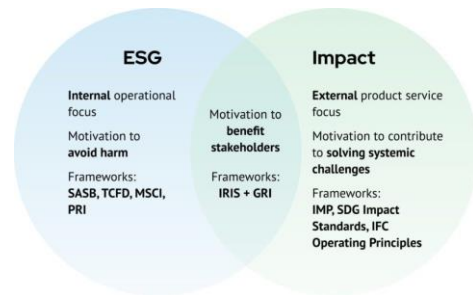 ESG
Internal operational
focus
Motivation to
avoid harm
Frameworks:
SASB, TCFD, MSCI,
PRI
Motivation to
benefit
stakeholders
Frameworks:
IRIS + GRI
Impact
External product service
focus
Motivation to contribute
to solving systemic
challenges
Frameworks:
IMP, SDG Impact
Standards, IFC
Operating Principles